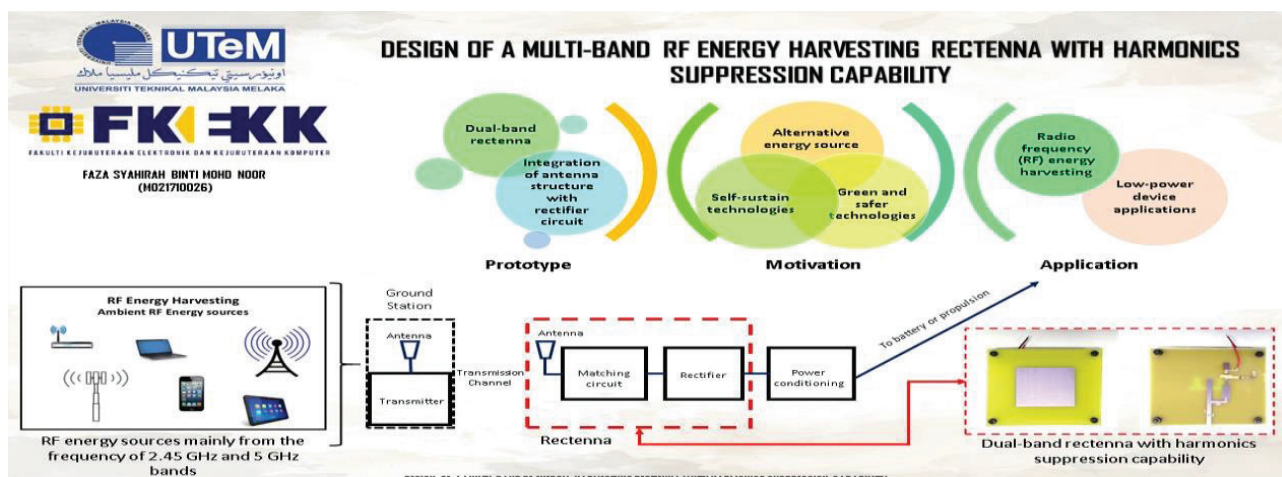 UTeM
اونيۏرسيتي تيكنيكل مليسيا ملاك
UNIVERSITI TEKNIKAL MALAYSIA MELAKA
FKEKK
FAKULTI KEJURUTERAAN ELEKTRONIK DAN KEJURUTERAAN KOMPUTER
FAZA SYAHIRAH BINTI MOHD NOOR
(M021710026)
DESIGN OF A MULTI-BAND RF ENERGY HARVESTING RECTENNA WITH HARMONICS
SUPPRESSION CAPABILITY
Dual-band
rectenna
Integration
of antenna
structure
with
rectifier
circuit
Prototype
Alternative
energy source
Self-sustain
technologies
Green and
safer
technologies
Motivation
Radio
frequency
(RF) energy
harvesting
Low-power
device
applications
Application
RF Energy Harvesting
Ambient RF Energy sources
RF energy sources mainly from the
frequency of 2.45 GHz and 5 GHz
bands
Ground
Station
Antenna
Transmitter
Transmission
Channel
Antenna
Matching
circuit
Rectifier
Rectenna
Power
conditioning
To battery or propulsion
Dual-band rectenna with harmonics
suppression capability